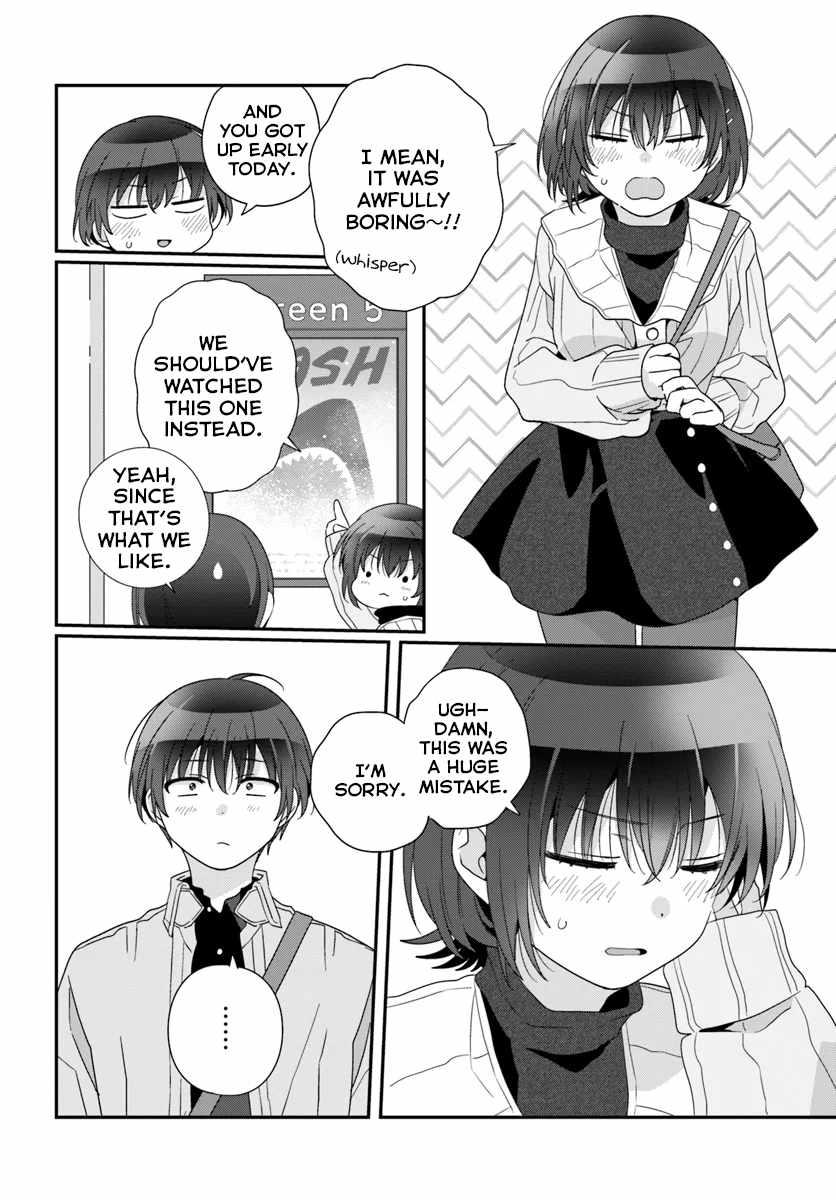 I MEAN,
IT WAS
AWFULLY
BORING~!!
(whisper)
AND
YOU GOT
UP EARLY
TODAY.
reen 5
ASH
WE
SHOULD'VE
WATCHED
THIS ONE
INSTEAD.
YEAH,
SINCE
THAT'S
WHAT WE
LIKE.
UGH–
DAMN,
THIS WAS
A HUGE
MISTAKE.
I'M
SORRY.
......